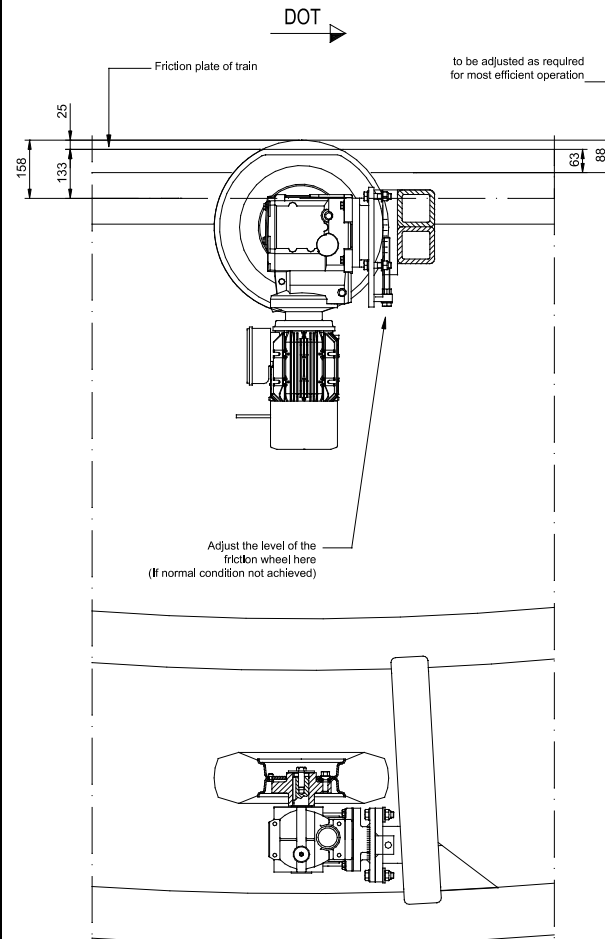 DOT
Friction plate of train
to be adjusted as required
for most efficient operation
25
158
133
63
88
Adjust the level of the
friction wheel here
(If normal condition not achieved)